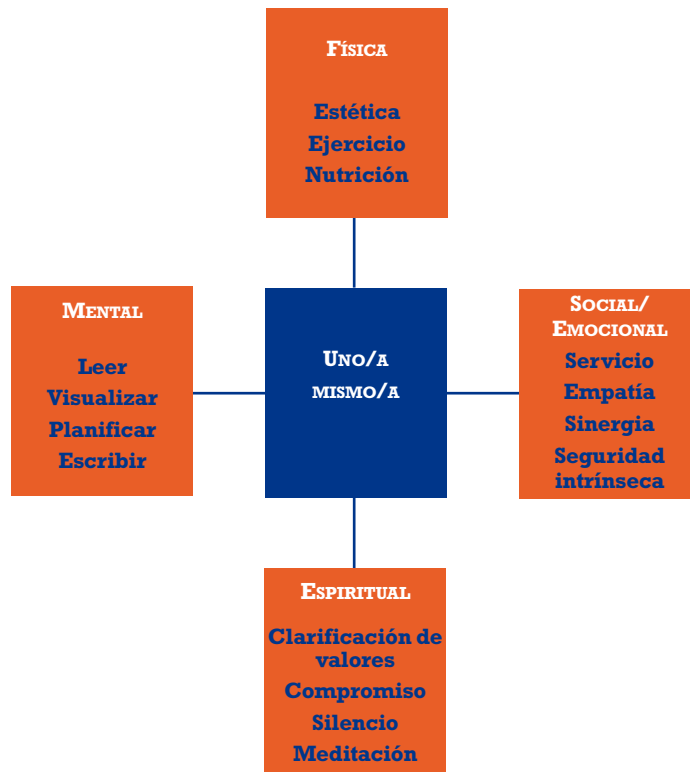 Física
Estética
Ejercicio
Nutrición
Mental
Leer
Visualizar
Planificar
Escribir
Uno/a
mismo/a
Social/
Emocional
Servicio
Empatía
Sinergia
Seguridad
intrínseca
Espiritual
Clarificación de
valores
Compromiso
Silencio
Meditación